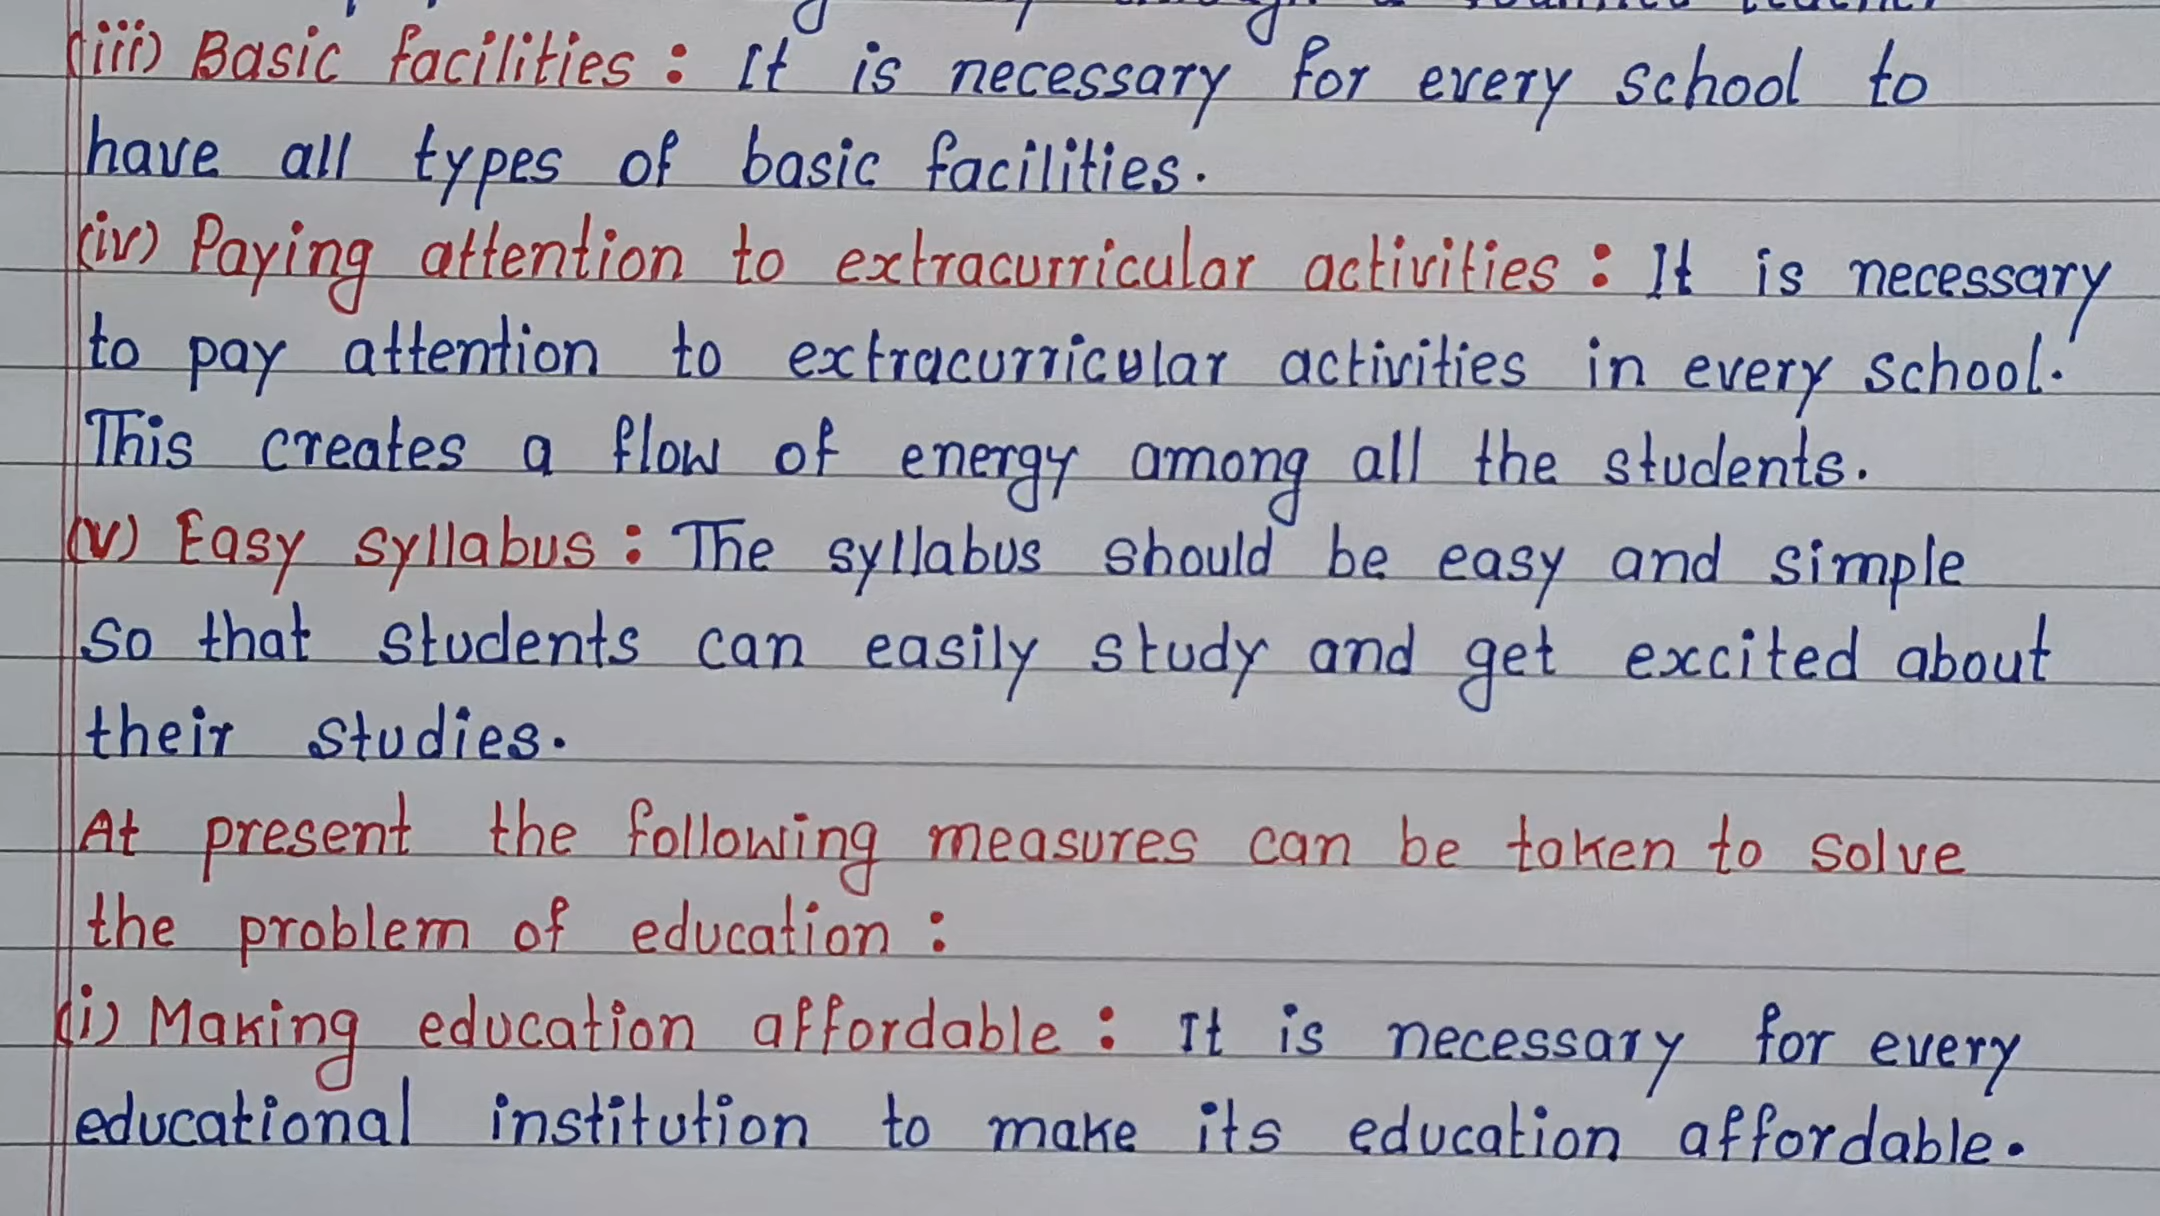 (iii) Basic facilities : It is necessary for every school to
have all types of basic facilities.
(iv) Paying attention to extracurricular activities : It is necessary
to pay attention to extracurricular activities in every school.
This creates a flow of energy among all the students.
(v) Easy syllabus : The syllabus should be easy and simple
so that students can easily study and get excited about
their studies.
At present the following measures can be taken to solve
the problem of education :
(i) Making education affordable : It is necessary for every
educational institution to make its education affordable.